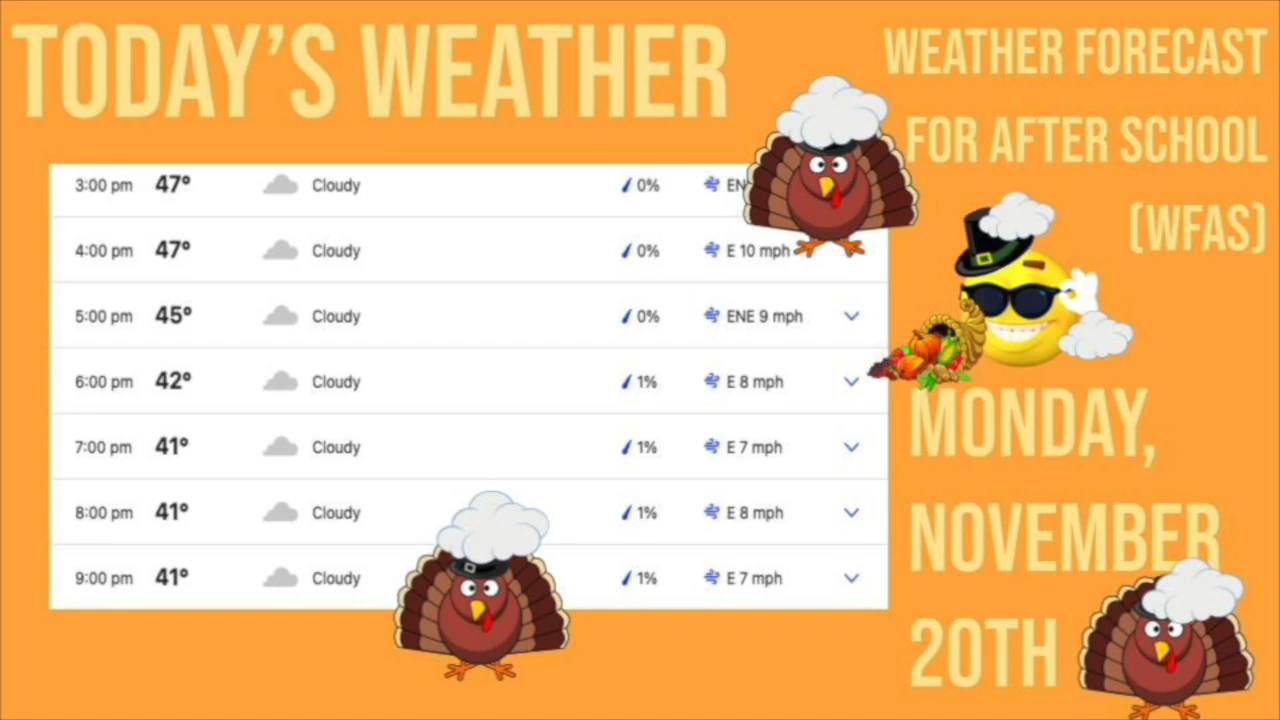 TODAY'S WEATHER
WEATHER FORECAST
FOR AFTER SCHOOL
(WFAS)
3:00 pm 47° Cloudy 0%
4:00 pm 47° Cloudy 0% E 10 mph
5:00 pm 45° Cloudy 0% ENE 9 mph
6:00 pm 42° Cloudy 1% E 8 mph
7:00 pm 41° Cloudy 1% E 7 mph
8:00 pm 41° Cloudy 1% E 8 mph
9:00 pm 41° Cloudy 1% E 7 mph
MONDAY,
NOVEMBER
20TH